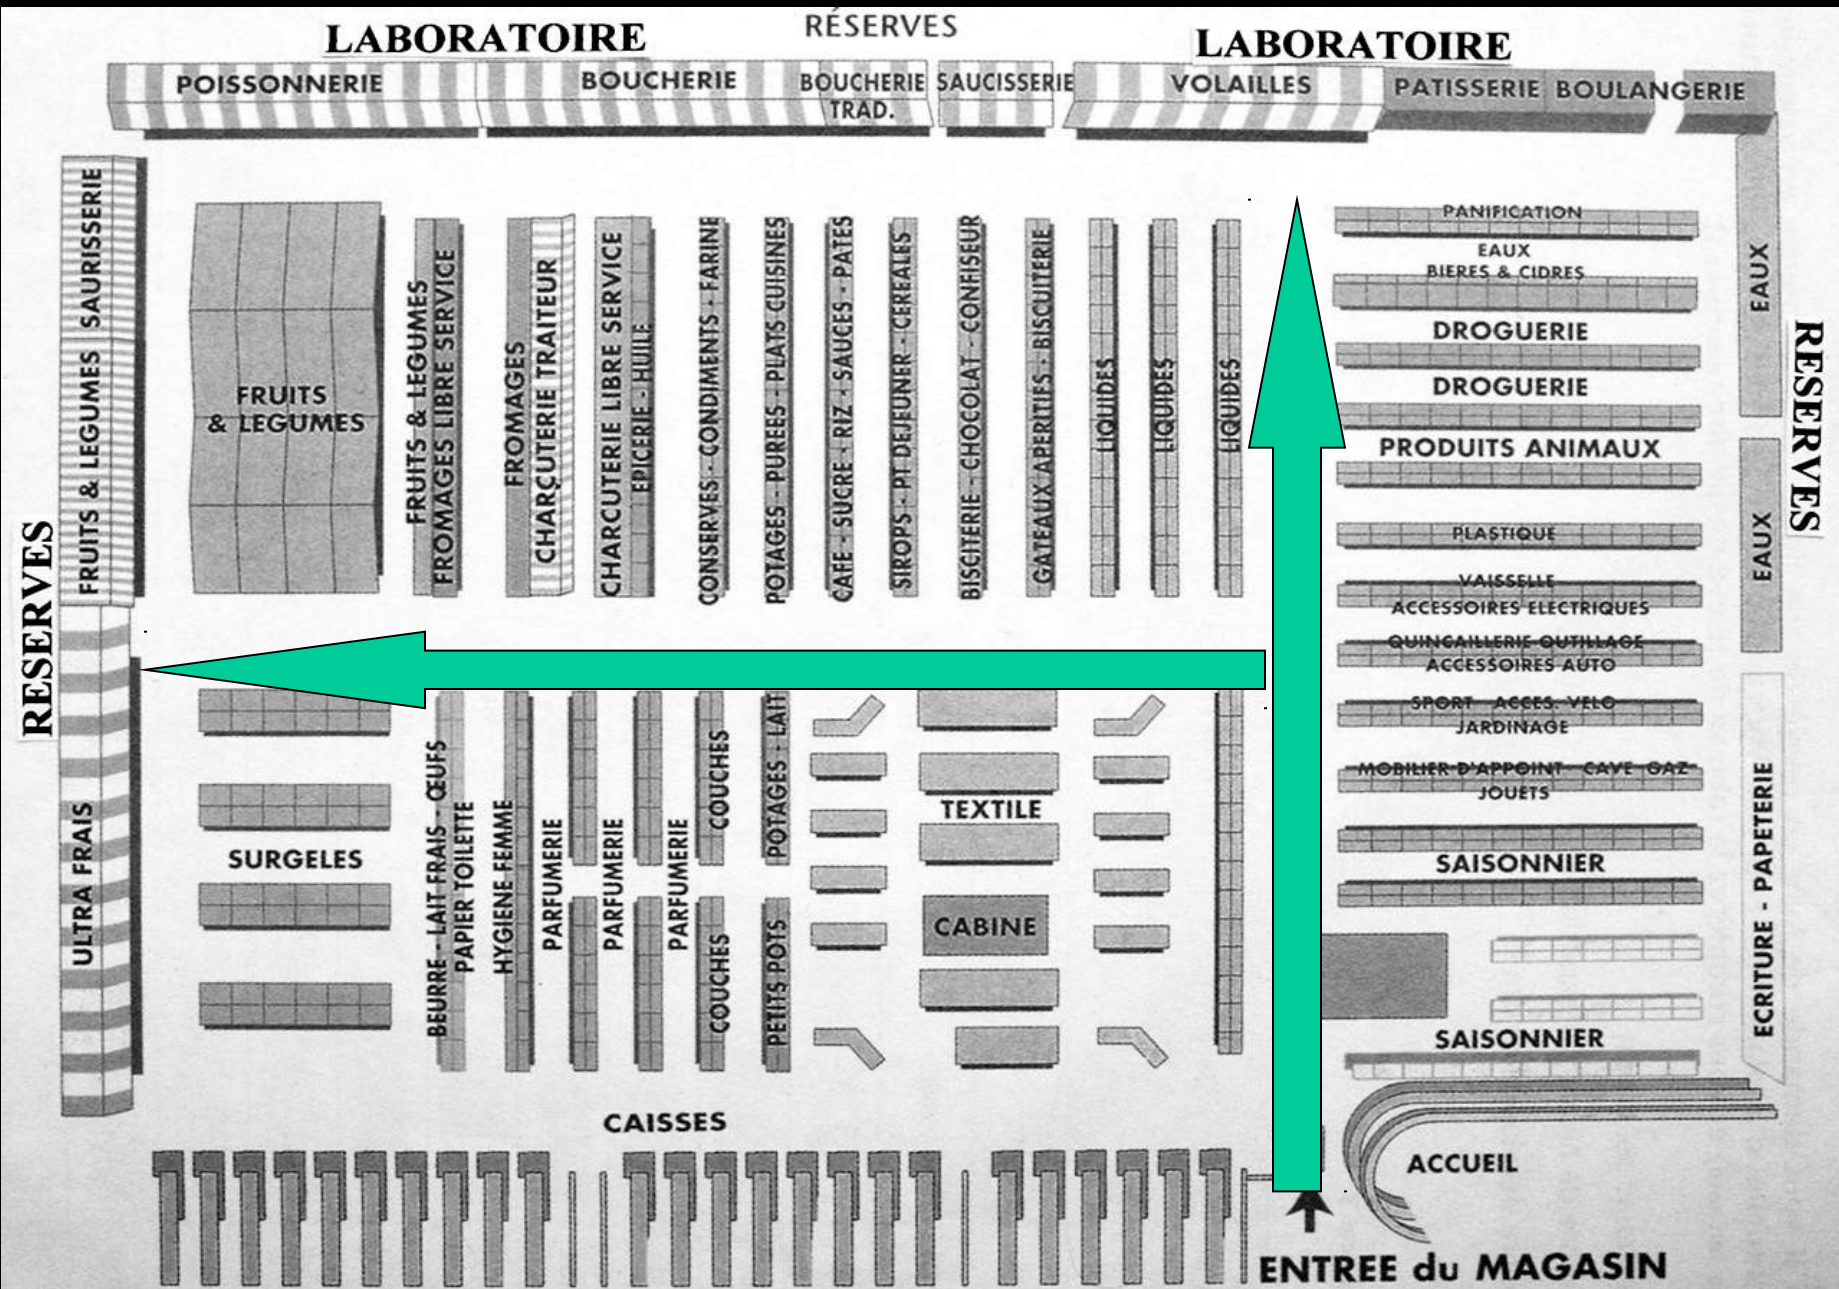 LABORATOIRE
RÉSERVES
LABORATOIRE
POISSONNERIE
BOUCHERIE
BOUCHERIE
TRAD.
SAUCISSERIE
VOLAILLES
PATISSERIE
BOULANGERIE
FRUITS & LEGUMES SAURISSERIE
FRUITS
& LEGUMES
FRUITS & LEGUMES
FROMAGES LIBRE SERVICE
FROMAGES
CHARCUTERIE TRAITEUR
CHARCUTERIE LIBRE SERVICE
EPICERIE - HUILE
CONSERVES - CONDIMENTS - FARINE
POTAGES - PUREES - PLATS CUISINES
CAFE - SUCRE - RIZ - SAUCES - PATES
SIROPS - PT DEJEUNER - CEREALES
BISCITERIE - CHOCOLAT - CONFISEUR
GATEAUX APERITIFS - BISCUITERIE
LIQUIDES
LIQUIDES
LIQUIDES
PANIFICATION
EAUX
BIERES & CIDRES
DROGUERIE
DROGUERIE
PRODUITS ANIMAUX
PLASTIQUE
VAISSELLE
ACCESSOIRES ELECTRIQUES
QUINCAILLERIE OUTILLAGE
ACCESSOIRES AUTO
SPORT ACCES. VELO
JARDINAGE
MOBILIER D'APPOINT CAVE GAZ
JOUETS
SAISONNIER
SAISONNIER
EAUX
EAUX
RESERVES
ECRITURE - PAPETERIE
RESERVES
ULTRA FRAIS
SURGELES
BEURRE - LAIT FRAIS - ŒUFS
PAPIER TOILETTE
HYGIENE FEMME
PARFUMERIE
PARFUMERIE
PARFUMERIE
COUCHES
COUCHES
POTAGES - LAIT
PETITS POTS
TEXTILE
CABINE
CAISSES
ACCUEIL
ENTREE du MAGASIN